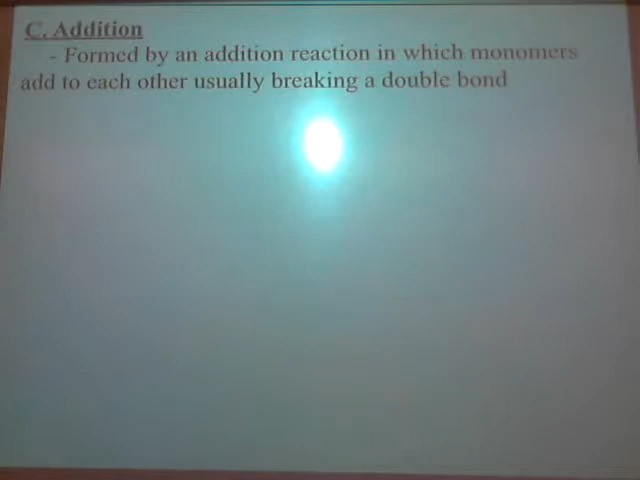 C. Addition
- Formed by an addition reaction in which monomers
add to each other usually breaking a double bond